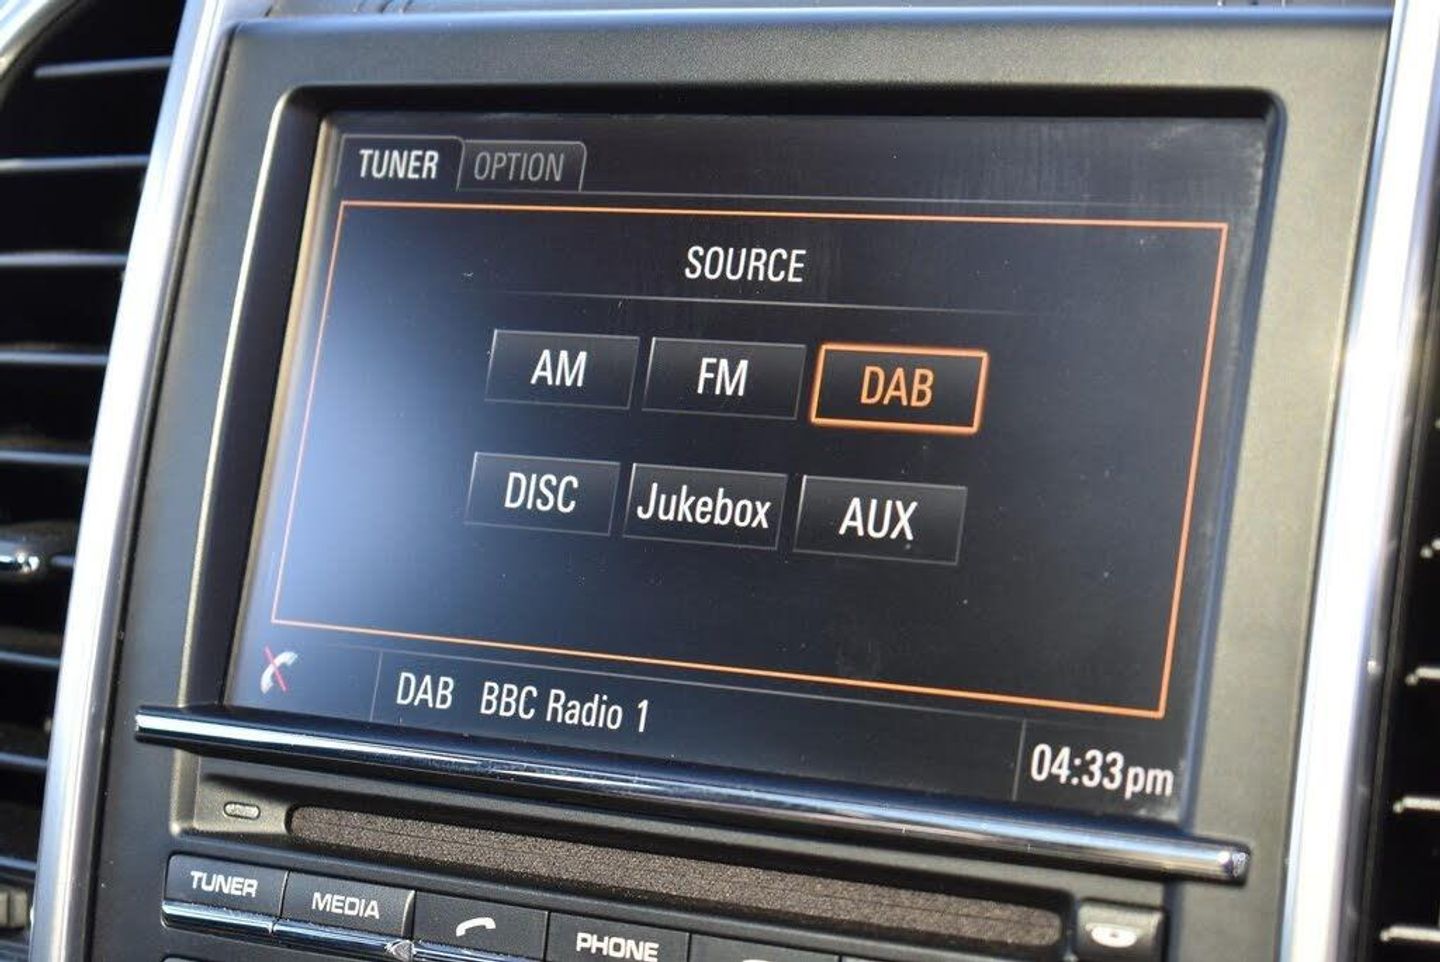 TUNER OPTION
SOURCE
AM FM DAB
DISC Jukebox AUX
DAB BBC Radio 1
04:33pm
TUNER MEDIA PHONE